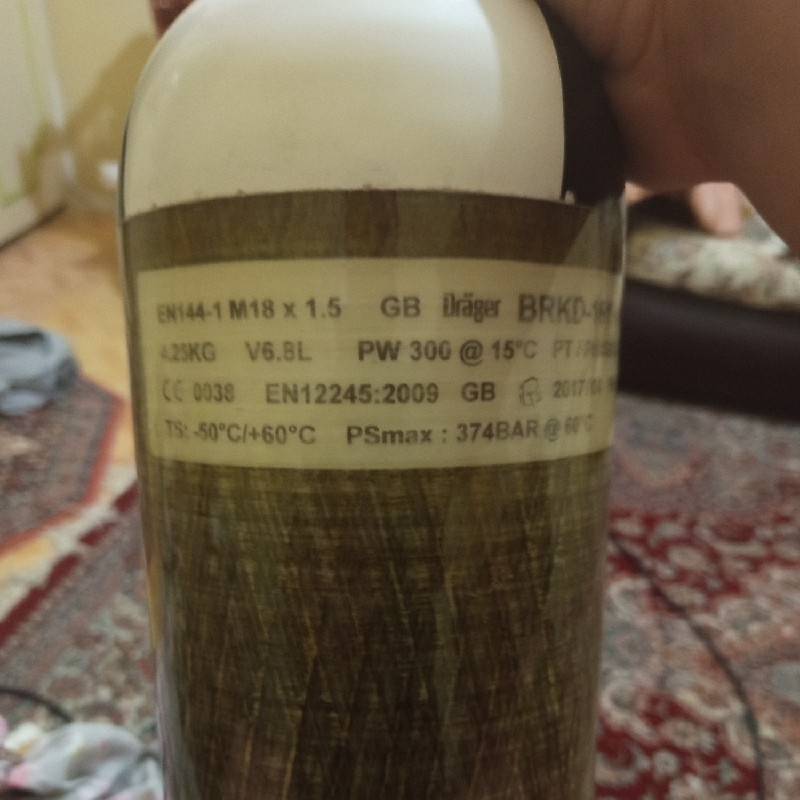 EN144-1 M18 x 1.5 GB Dräger
4.25KG V6.8L PW 300 @ 15°C
CE 0038 EN12245:2009 GB
TS: -50°C/+60°C PSmax : 374BAR @ 60°C